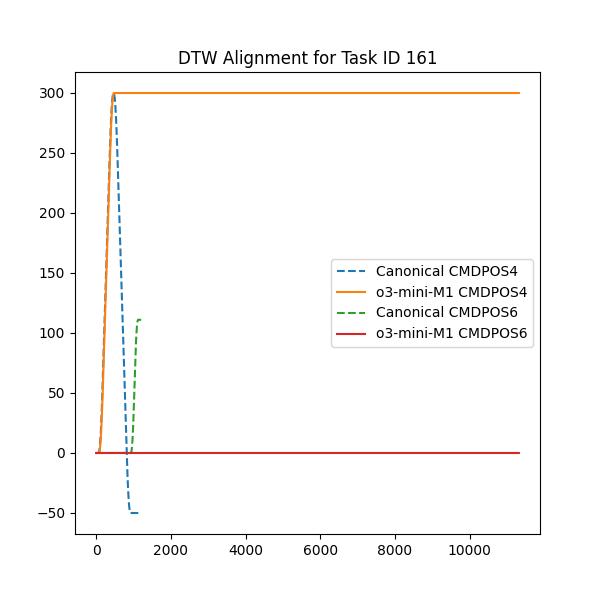 DTW Alignment for Task ID 161
300
250
200
150
100
50
0
−50
Canonical CMDPOS4
o3-mini-M1 CMDPOS4
Canonical CMDPOS6
o3-mini-M1 CMDPOS6
0 2000 4000 6000 8000 10000